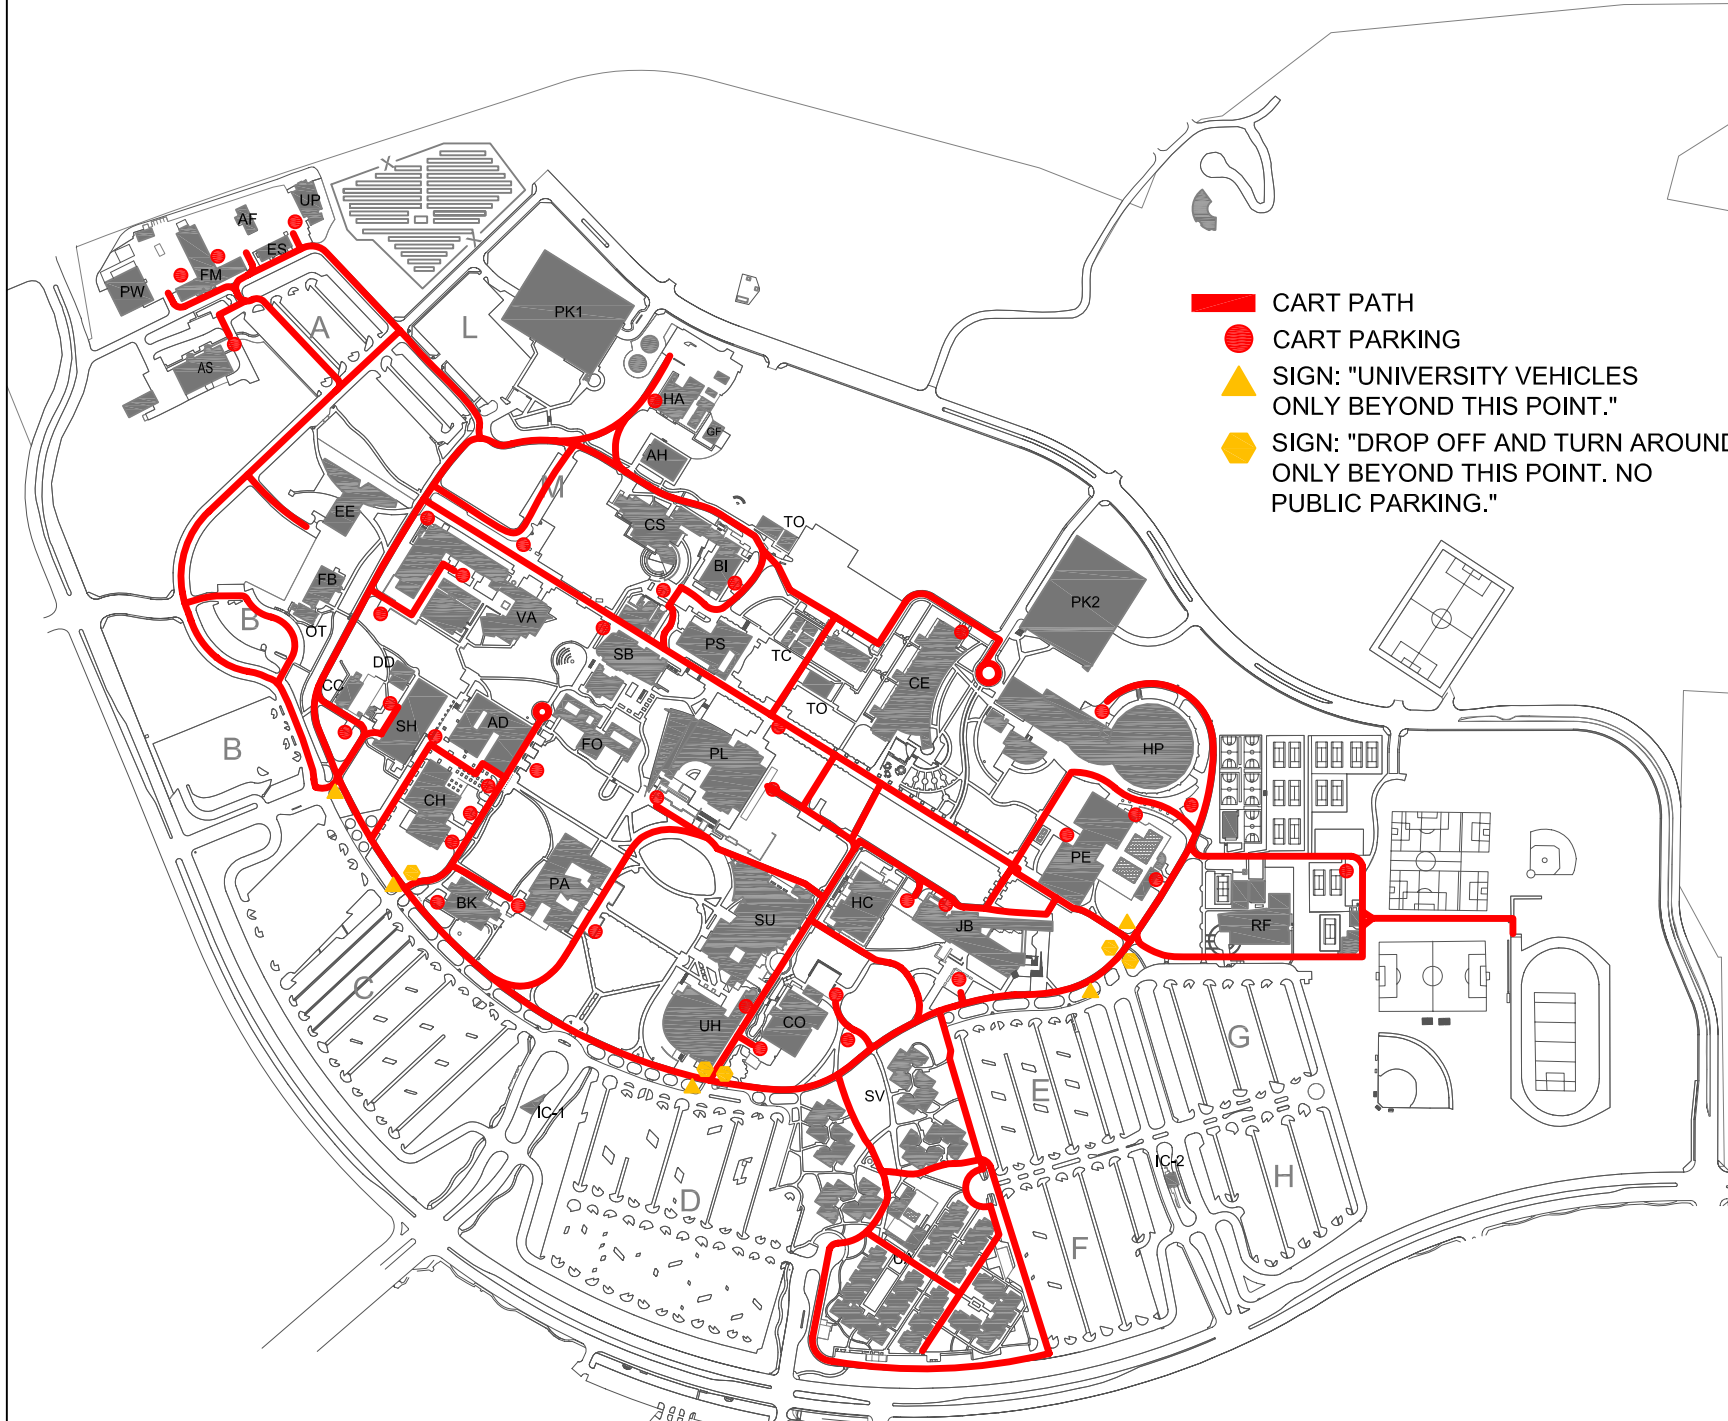 X
UP
AF
ES
FM
PW
X
PK1
L
A
AS
CART PATH
CART PARKING
SIGN: "UNIVERSITY VEHICLES
ONLY BEYOND THIS POINT."
SIGN: "DROP OFF AND TURN AROUND
ONLY BEYOND THIS POINT. NO
PUBLIC PARKING."
HA
GF
AH
M
EE
CS
TO
BI
FB
B
OT
VA
SB
PS
TC
PK2
DD
CC
CE
TO
SH
AD
FO
PL
HP
B
CH
PE
PA
BK
SU
HC
JB
RF
C
UH
CO
G
E
SV
IC-1
IC-2
H
D
F